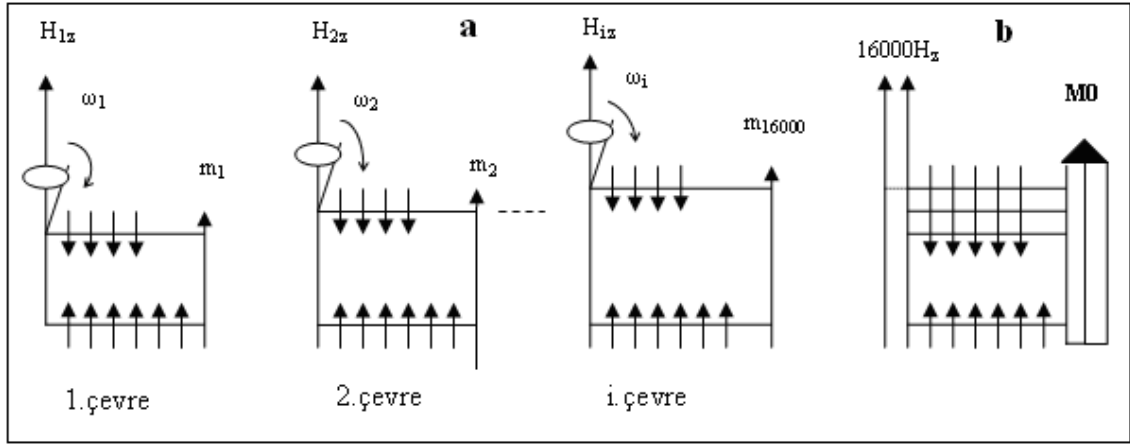 H1z
ω1
m1
1.çevre
H2z
a
ω2
m2
2.çevre
Hiz
ωi
m16000
i.çevre
16000Hz
b
M0